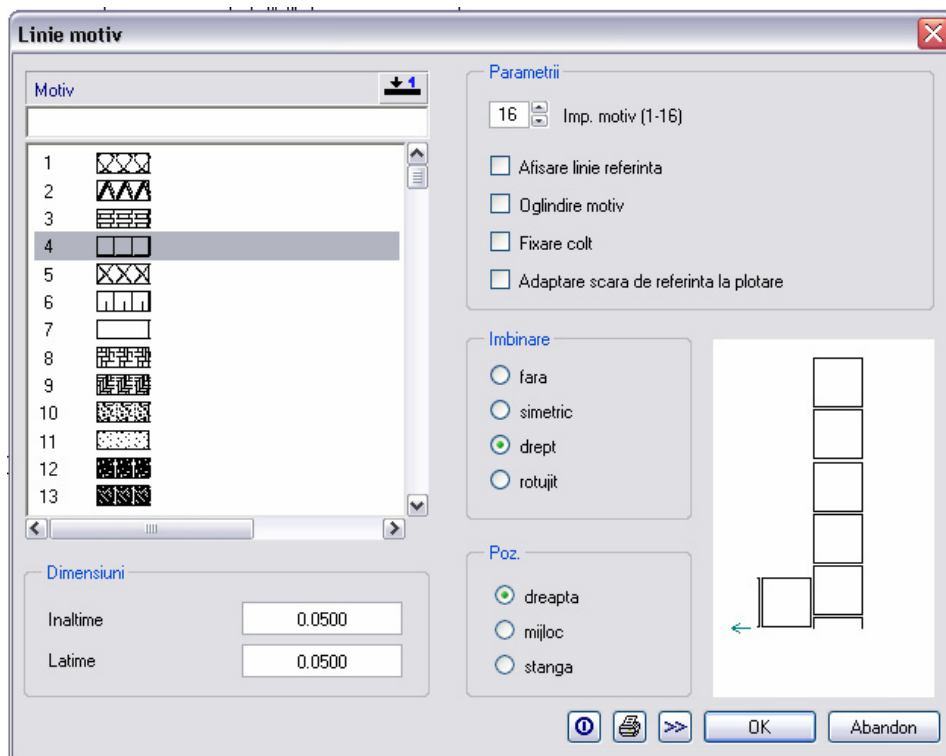 Linie motiv
Motiv
1
1
2
3
4
5
6
7
8
9
10
11
12
13
Dimensiuni
Inaltime 0.0500
Latime 0.0500
Parametrii
16 Imp. motiv (1-16)
Afisare linie referinta
Oglindire motiv
Fixare colt
Adaptare scara de referinta la plotare
Imbinare
fara
simetric
drept
rotujit
Poz.
dreapta
mijloc
stanga
>> OK Abandon